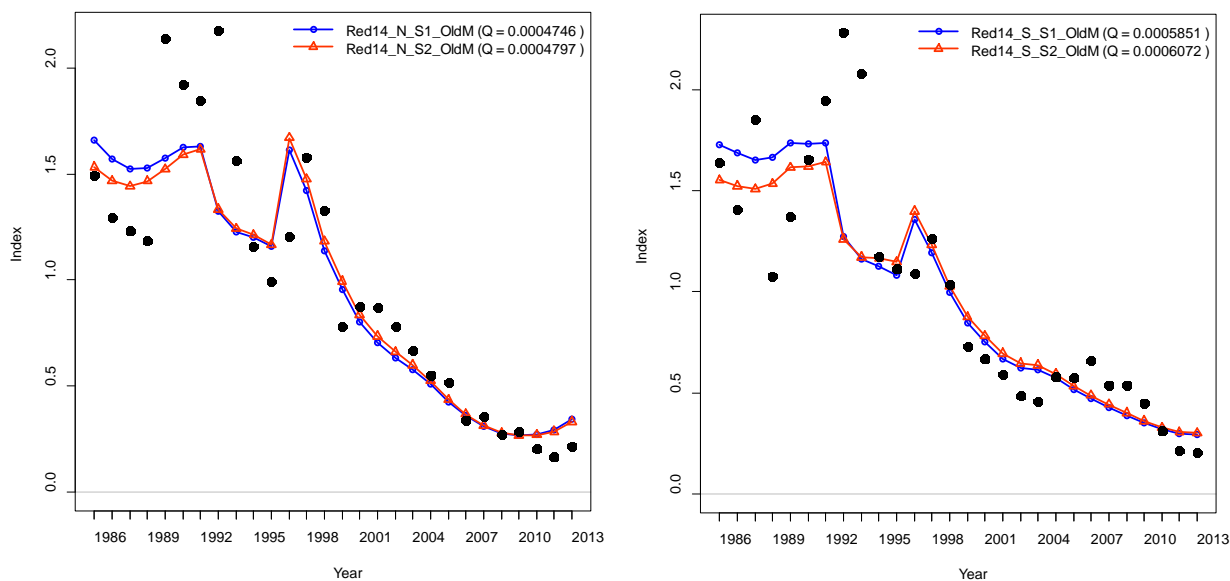 Red14_N_S1_OldM (Q = 0.0004746 )
Red14_N_S2_OldM (Q = 0.0004797 )
Index
2.0
1.5
1.0
0.5
0.0
1986 1989 1992 1995 1998 2001 2004 2007 2010 2013
Year
Red14_S_S1_OldM (Q = 0.0005851 )
Red14_S_S2_OldM (Q = 0.0006072 )
Index
2.0
1.5
1.0
0.5
0.0
1986 1989 1992 1995 1998 2001 2004 2007 2010 2013
Year